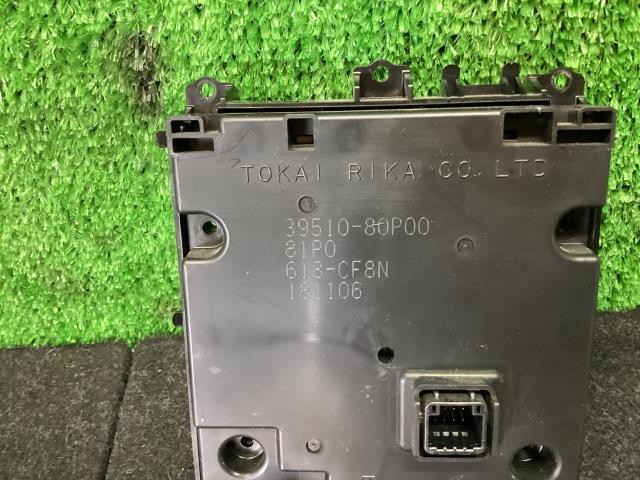 TOKAI RIKA CO., LTD
39510-80P00
81P0
613-CF8N
181106